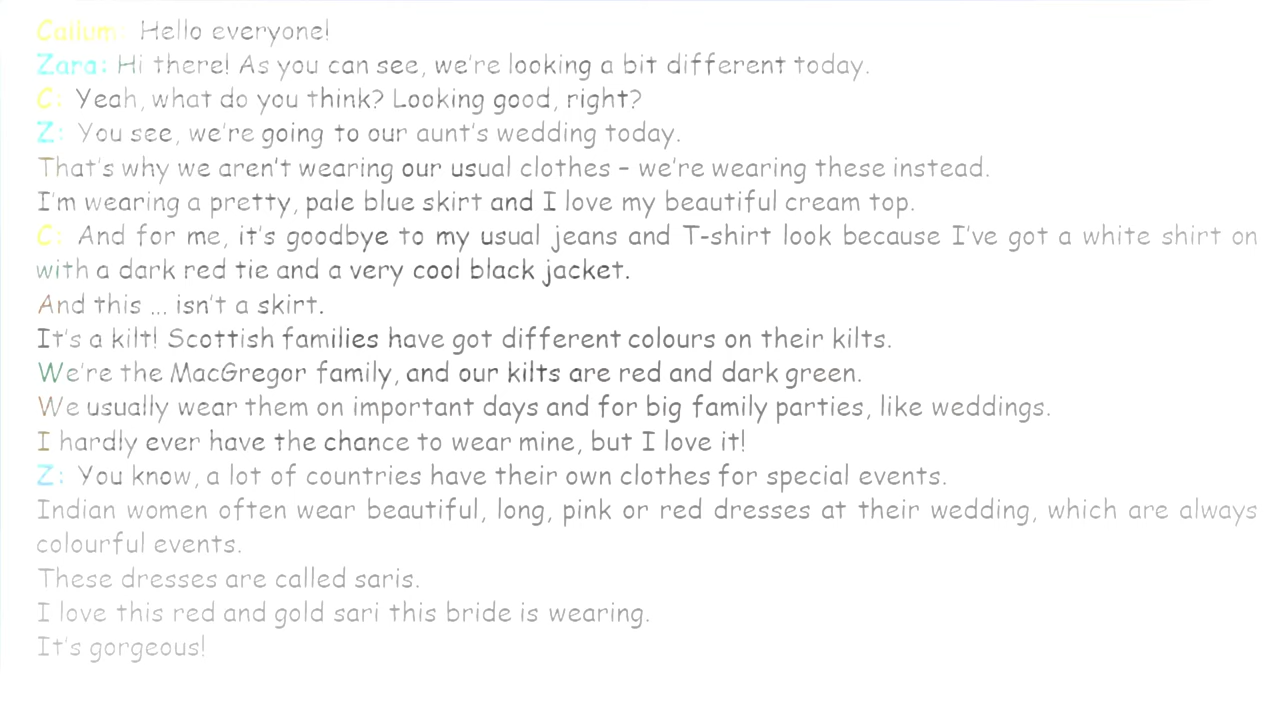 Callum: Hello everyone!
Zara: Hi there! As you can see, we're looking a bit different today.
C: Yeah, what do you think? Looking good, right?
Z: You see, we're going to our aunt's wedding today.
That's why we aren't wearing our usual clothes – we're wearing these instead.
I'm wearing a pretty, pale blue skirt and I love my beautiful cream top.
C: And for me, it's goodbye to my usual jeans and T-shirt look because I've got a white shirt on
with a dark red tie and a very cool black jacket.
And this ... isn't a skirt.
It's a kilt! Scottish families have got different colours on their kilts.
We're the MacGregor family, and our kilts are red and dark green.
We usually wear them on important days and for big family parties, like weddings.
I hardly ever have the chance to wear mine, but I love it!
Z: You know, a lot of countries have their own clothes for special events.
Indian women often wear beautiful, long, pink or red dresses at their wedding, which are always
colourful events.
These dresses are called saris.
I love this red and gold sari this bride is wearing.
It's gorgeous!